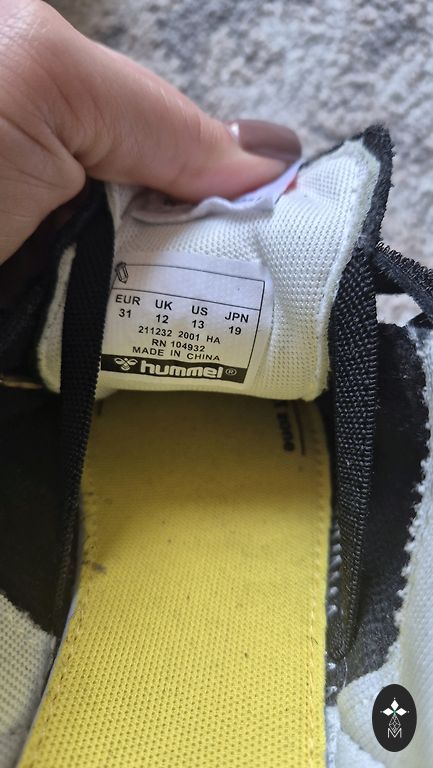 EUR UK US JPN
31 12 13 19
211232 2001 HA
RN 104932
MADE IN CHINA
hummel®
M